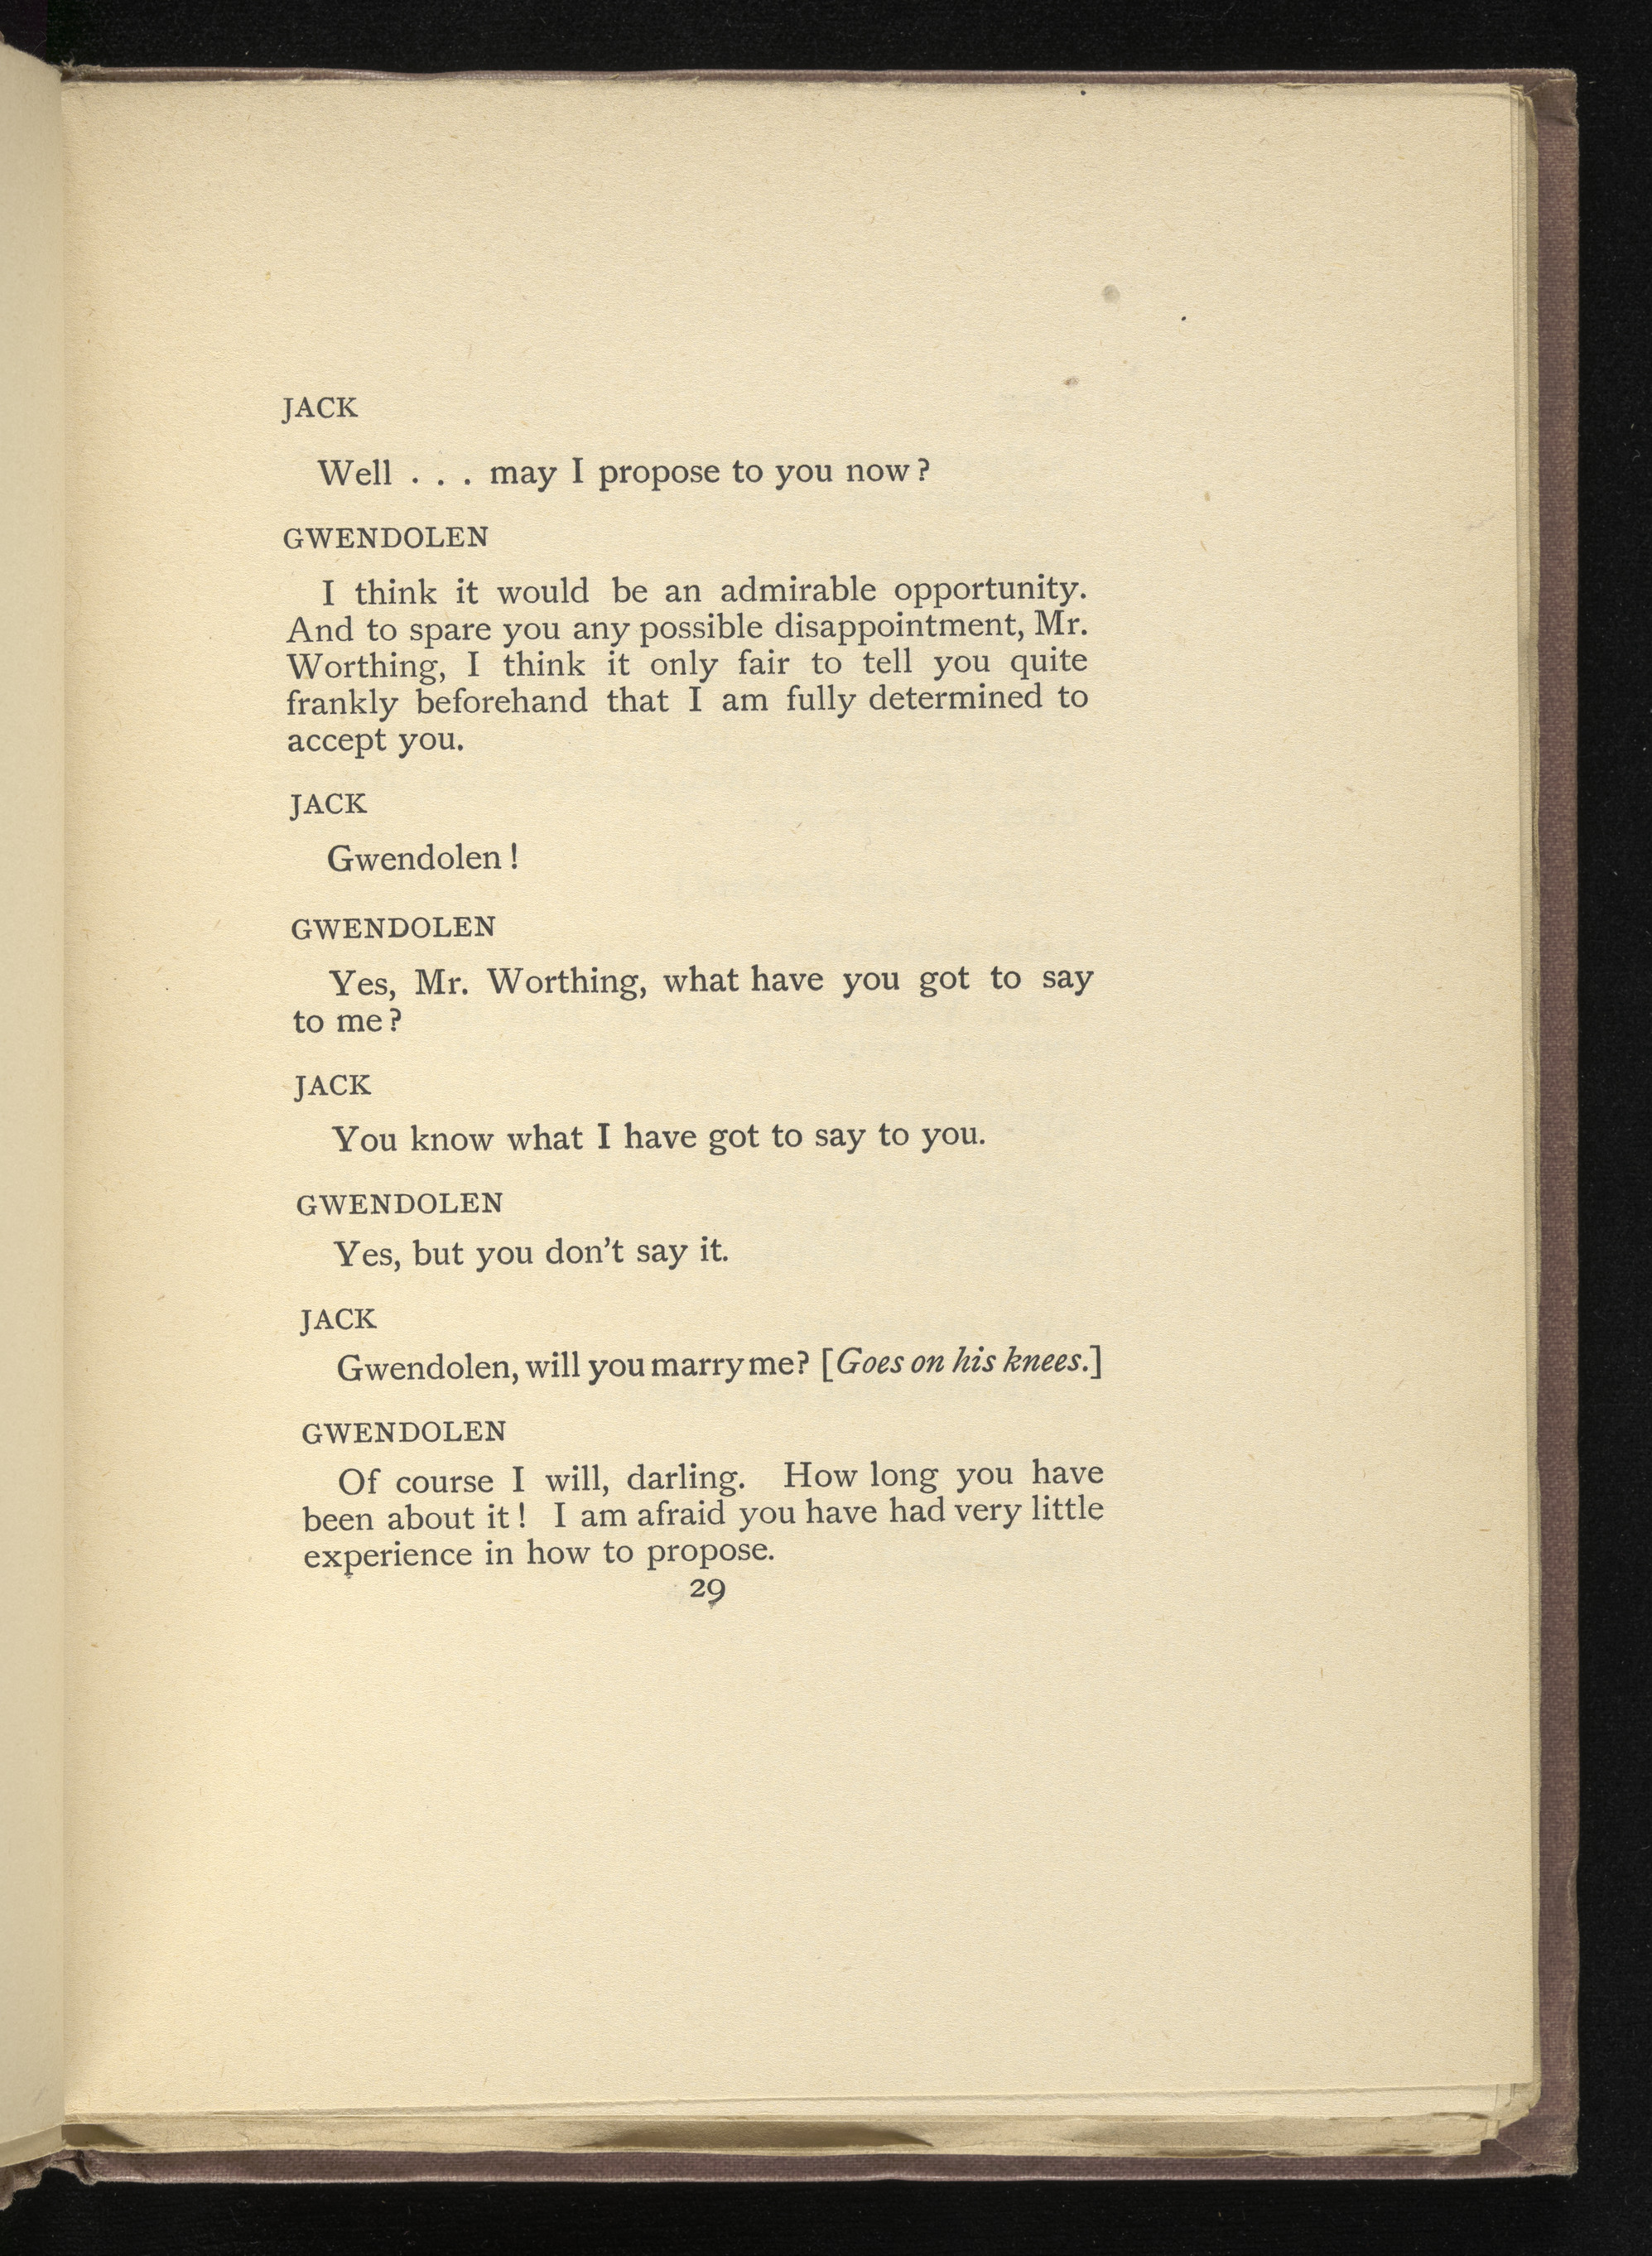 JACK
Well . . . may I propose to you now?
GWENDOLEN
I think it would be an admirable opportunity.
And to spare you any possible disappointment, Mr.
Worthing, I think it only fair to tell you quite
frankly beforehand that I am fully determined to
accept you.
JACK
Gwendolen!
GWENDOLEN
Yes, Mr. Worthing, what have you got to say
to me?
JACK
You know what I have got to say to you.
GWENDOLEN
Yes, but you don't say it.
JACK
Gwendolen, will you marry me? [Goes on his knees.]
GWENDOLEN
Of course I will, darling. How long you have
been about it! I am afraid you have had very little
experience in how to propose.
29